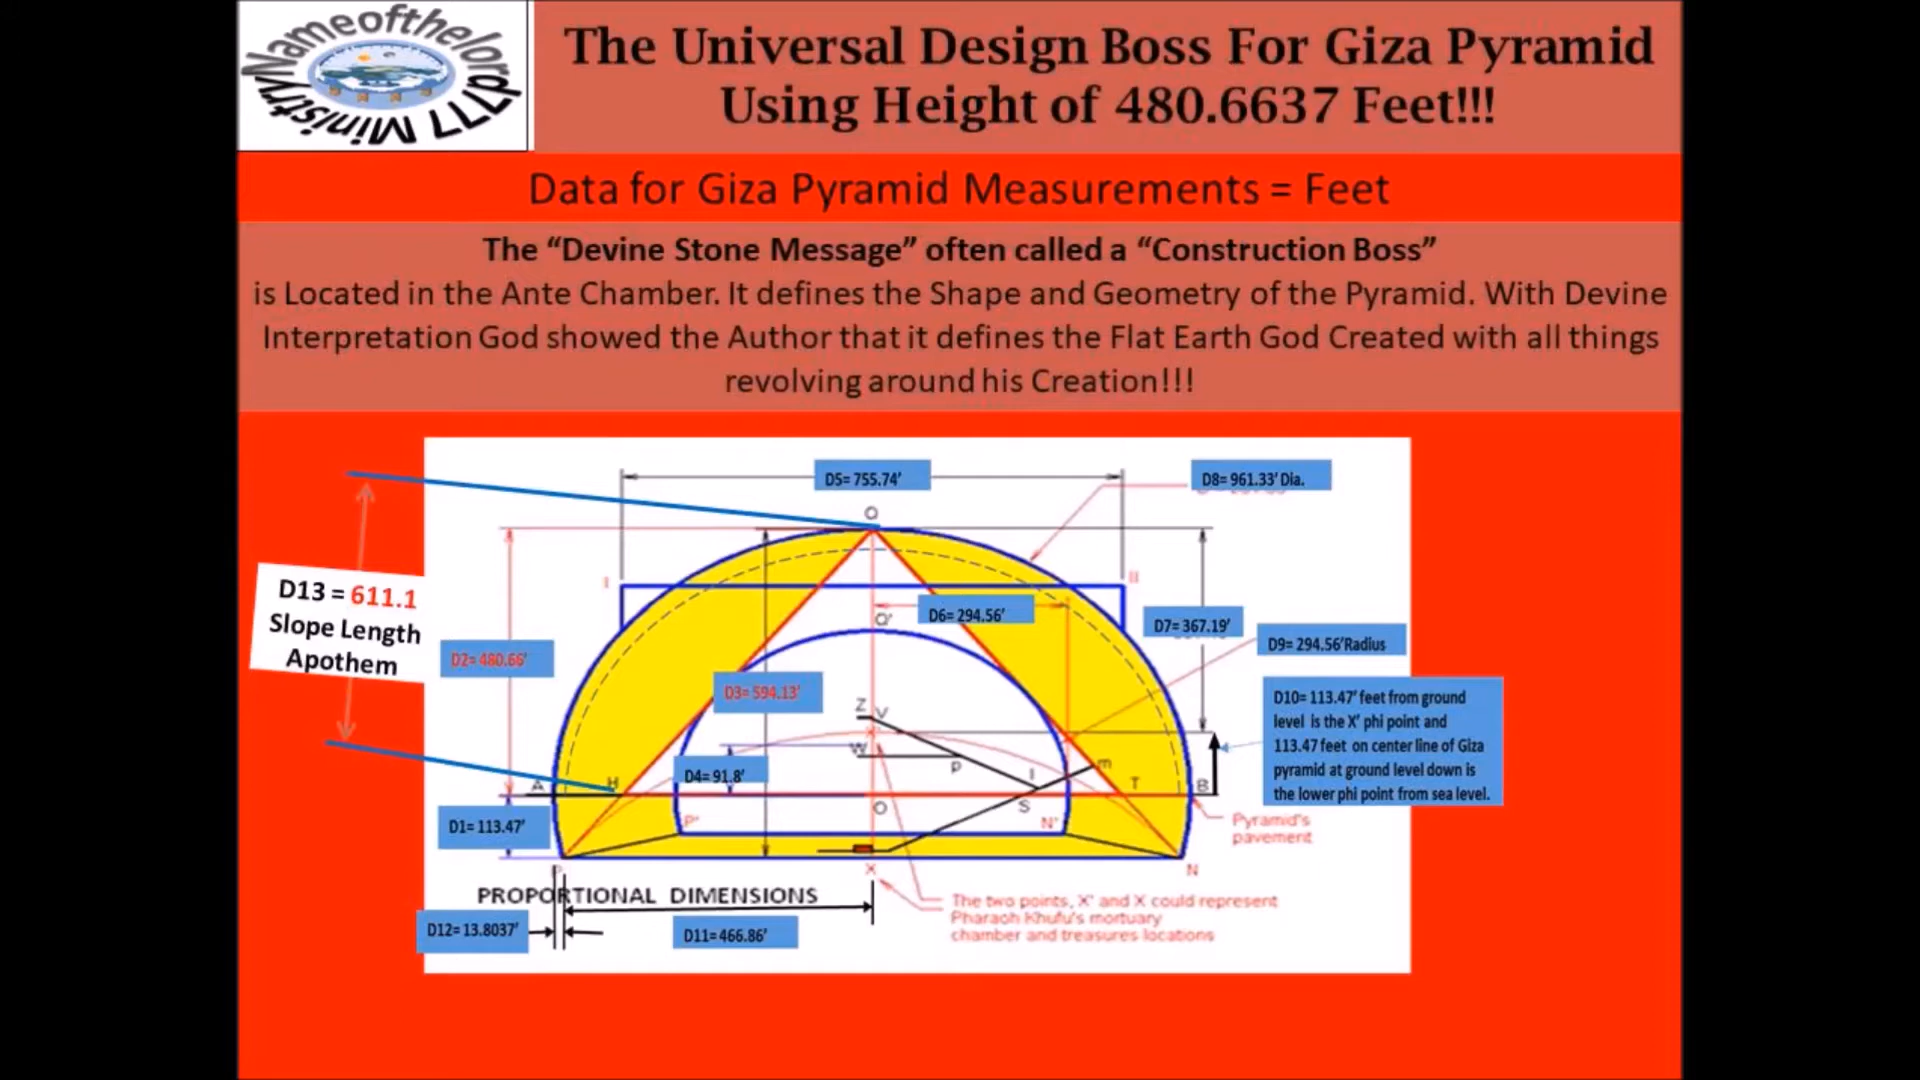 Nameofthelord777 Ministry
The Universal Design Boss For Giza Pyramid
Using Height of 480.6637 Feet!!!
Data for Giza Pyramid Measurements = Feet
The “Devine Stone Message” often called a “Construction Boss”
is Located in the Ante Chamber. It defines the Shape and Geometry of the Pyramid. With Devine
Interpretation God showed the Author that it defines the Flat Earth God Created with all things
revolving around his Creation!!!
D5= 755.74’
D8= 961.33’ Dia.
Q
I
II
D13 = 611.1
Slope Length
Apothem
D2= 480.66’
D6= 294.56’
Q'
D7= 367.19’
D9= 294.56’Radius
D3= 594.13’
Z
V
X'
W
P
I
m
D4= 91.8’
D10= 113.47’ feet from ground
level is the X’ phi point and
113.47 feet on center line of Giza
pyramid at ground level down is
the lower phi point from sea level.
A
H
O
S
T
B
D1= 113.47’
P'
N'
Pyramid's
pavement
P
X
N
PROPORTIONAL DIMENSIONS
The two points, X' and X could represent
Pharaoh Khufu's mortuary
chamber and treasures locations
D12= 13.8037’
D11= 466.86’